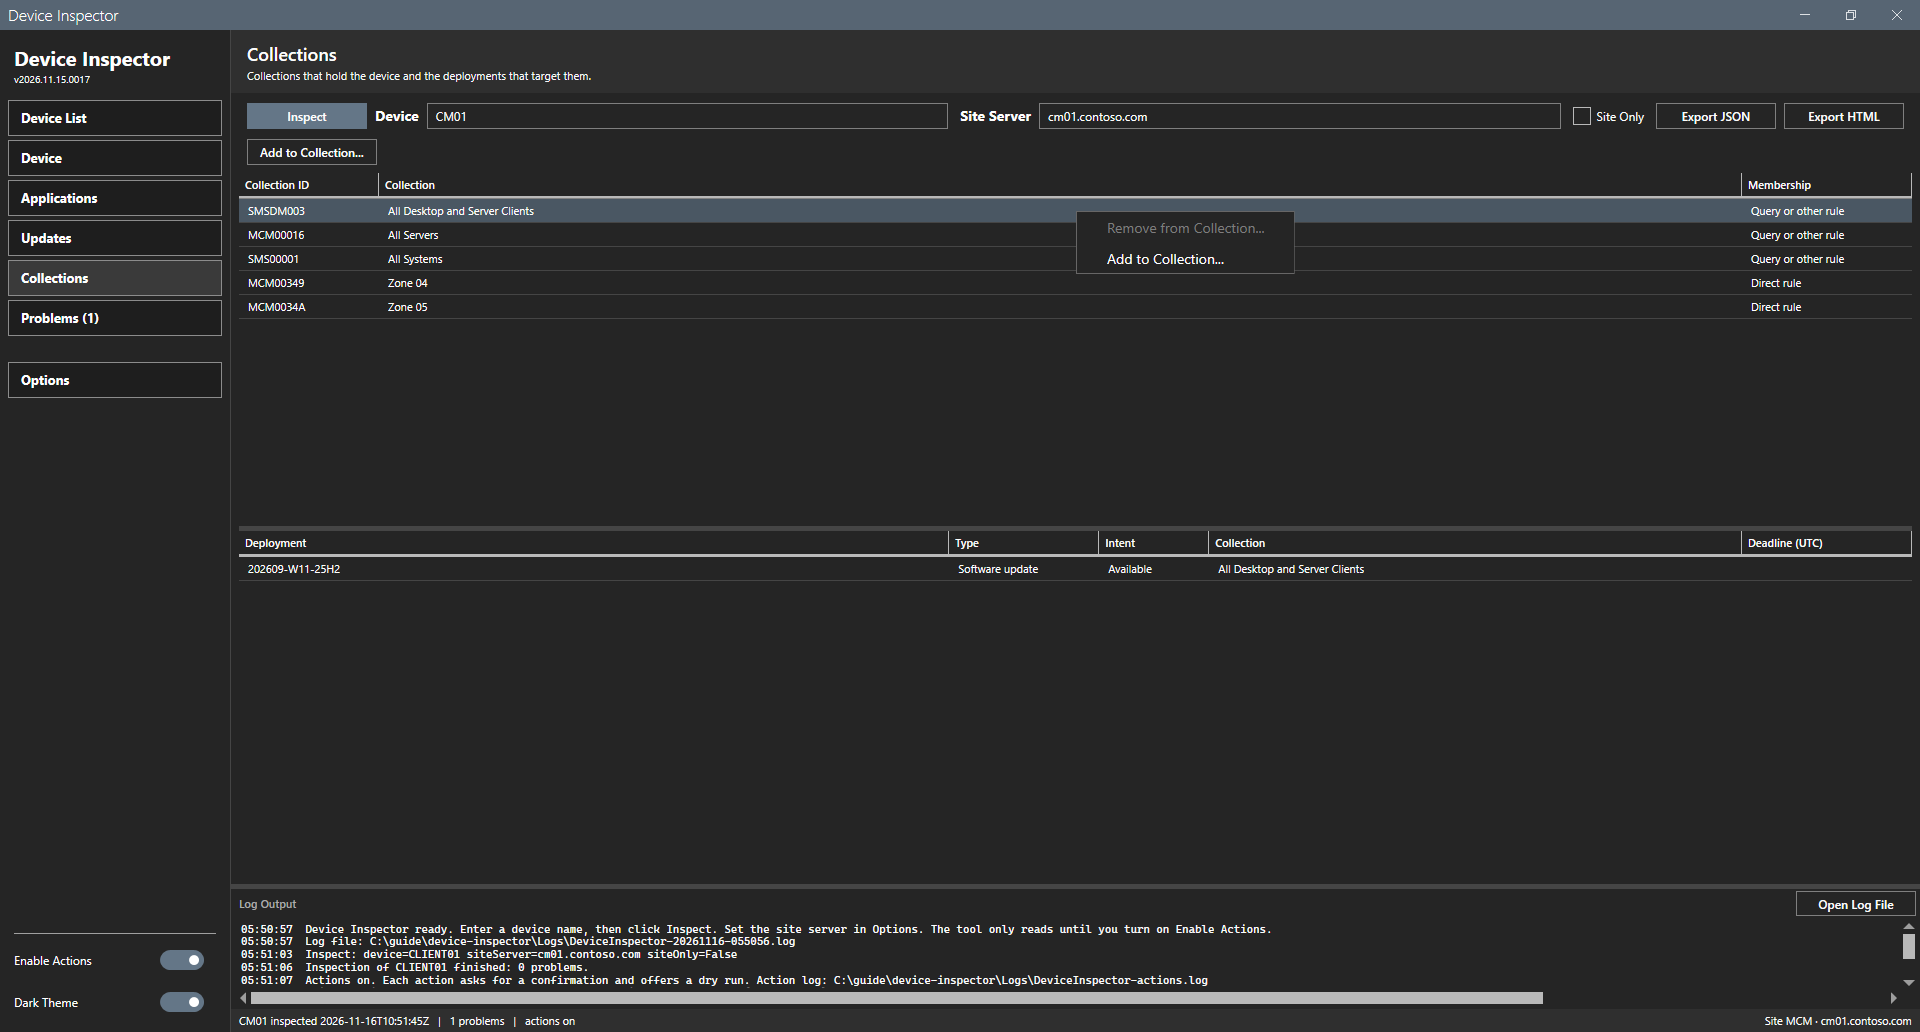 Device Inspector
Device Inspector
v2026.11.15.0017
Device List
Device
Applications
Updates
Collections
Problems (1)
Options
Enable Actions
Dark Theme
Collections
Collections that hold the device and the deployments that target them.
Inspect Device CM01 Site Server cm01.contoso.com Site Only Export JSON Export HTML
Add to Collection...
Collection ID Collection Membership
SMSDM003 All Desktop and Server Clients Query or other rule
MCM00016 All Servers Query or other rule
SMS00001 All Systems Query or other rule
MCM00349 Zone 04 Direct rule
MCM0034A Zone 05 Direct rule
Remove from Collection...
Add to Collection...
Deployment Type Intent Collection Deadline (UTC)
202609-W11-25H2 Software update Available All Desktop and Server Clients
Log Output
Open Log File
05:50:57 Device Inspector ready. Enter a device name, then click Inspect. Set the site server in Options. The tool only reads until you turn on Enable Actions.
05:50:57 Log file: C:\guide\device-inspector\Logs\DeviceInspector-20261116-055056.log
05:51:03 Inspect: device=CLIENT01 siteServer=cm01.contoso.com siteOnly=False
05:51:06 Inspection of CLIENT01 finished: 0 problems.
05:51:07 Actions on. Each action asks for a confirmation and offers a dry run. Action log: C:\guide\device-inspector\Logs\DeviceInspector-actions.log
CM01 inspected 2026-11-16T10:51:45Z | 1 problems | actions on
Site MCM · cm01.contoso.com